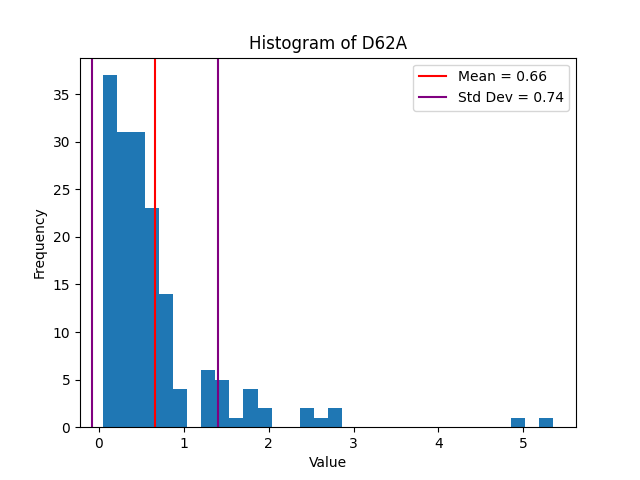 Histogram of D62A
Mean = 0.66
Std Dev = 0.74
Frequency
35
30
25
20
15
10
5
0
0 1 2 3 4 5
Value